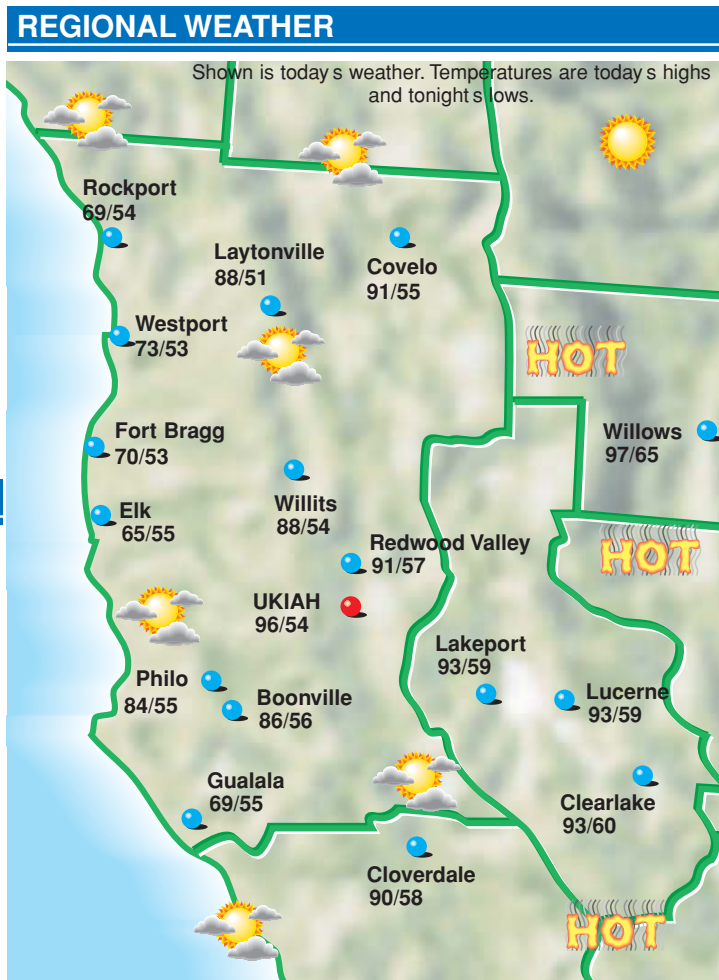 REGIONAL WEATHER
Shown is today s weather. Temperatures are today s highs
and tonight s lows.
Rockport
69/54
Laytonville
88/51
Covelo
91/55
Westport
73/53
HOT
Fort Bragg
70/53
Willows
97/65
Willits
88/54
Elk
65/55
Redwood Valley
91/57
HOT
UKIAH
96/54
Lakeport
93/59
Philo
84/55
Boonville
86/56
Lucerne
93/59
Gualala
69/55
Clearlake
93/60
Cloverdale
90/58
HOT